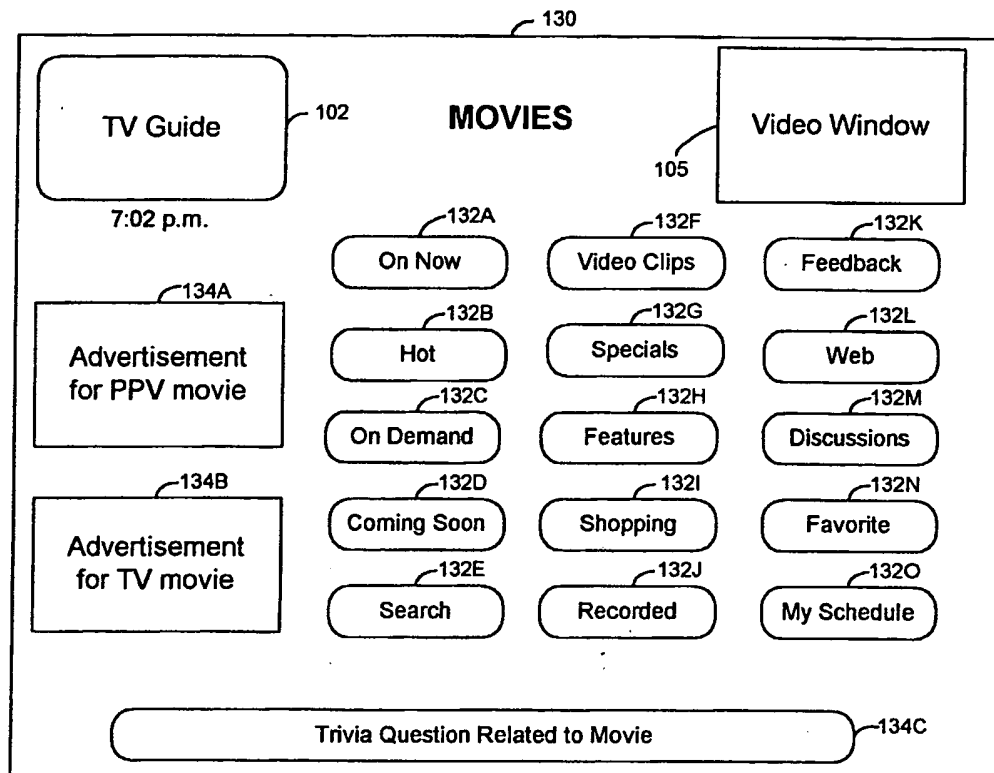 130
TV Guide
102
MOVIES
105
Video Window
7:02 p.m.
132A
On Now
132F
Video Clips
132K
Feedback
134A
Advertisement
for PPV movie
132B
Hot
132G
Specials
132L
Web
132C
On Demand
132H
Features
132M
Discussions
134B
Advertisement
for TV movie
132D
Coming Soon
132I
Shopping
132N
Favorite
132E
Search
132J
Recorded
132O
My Schedule
Trivia Question Related to Movie
134C